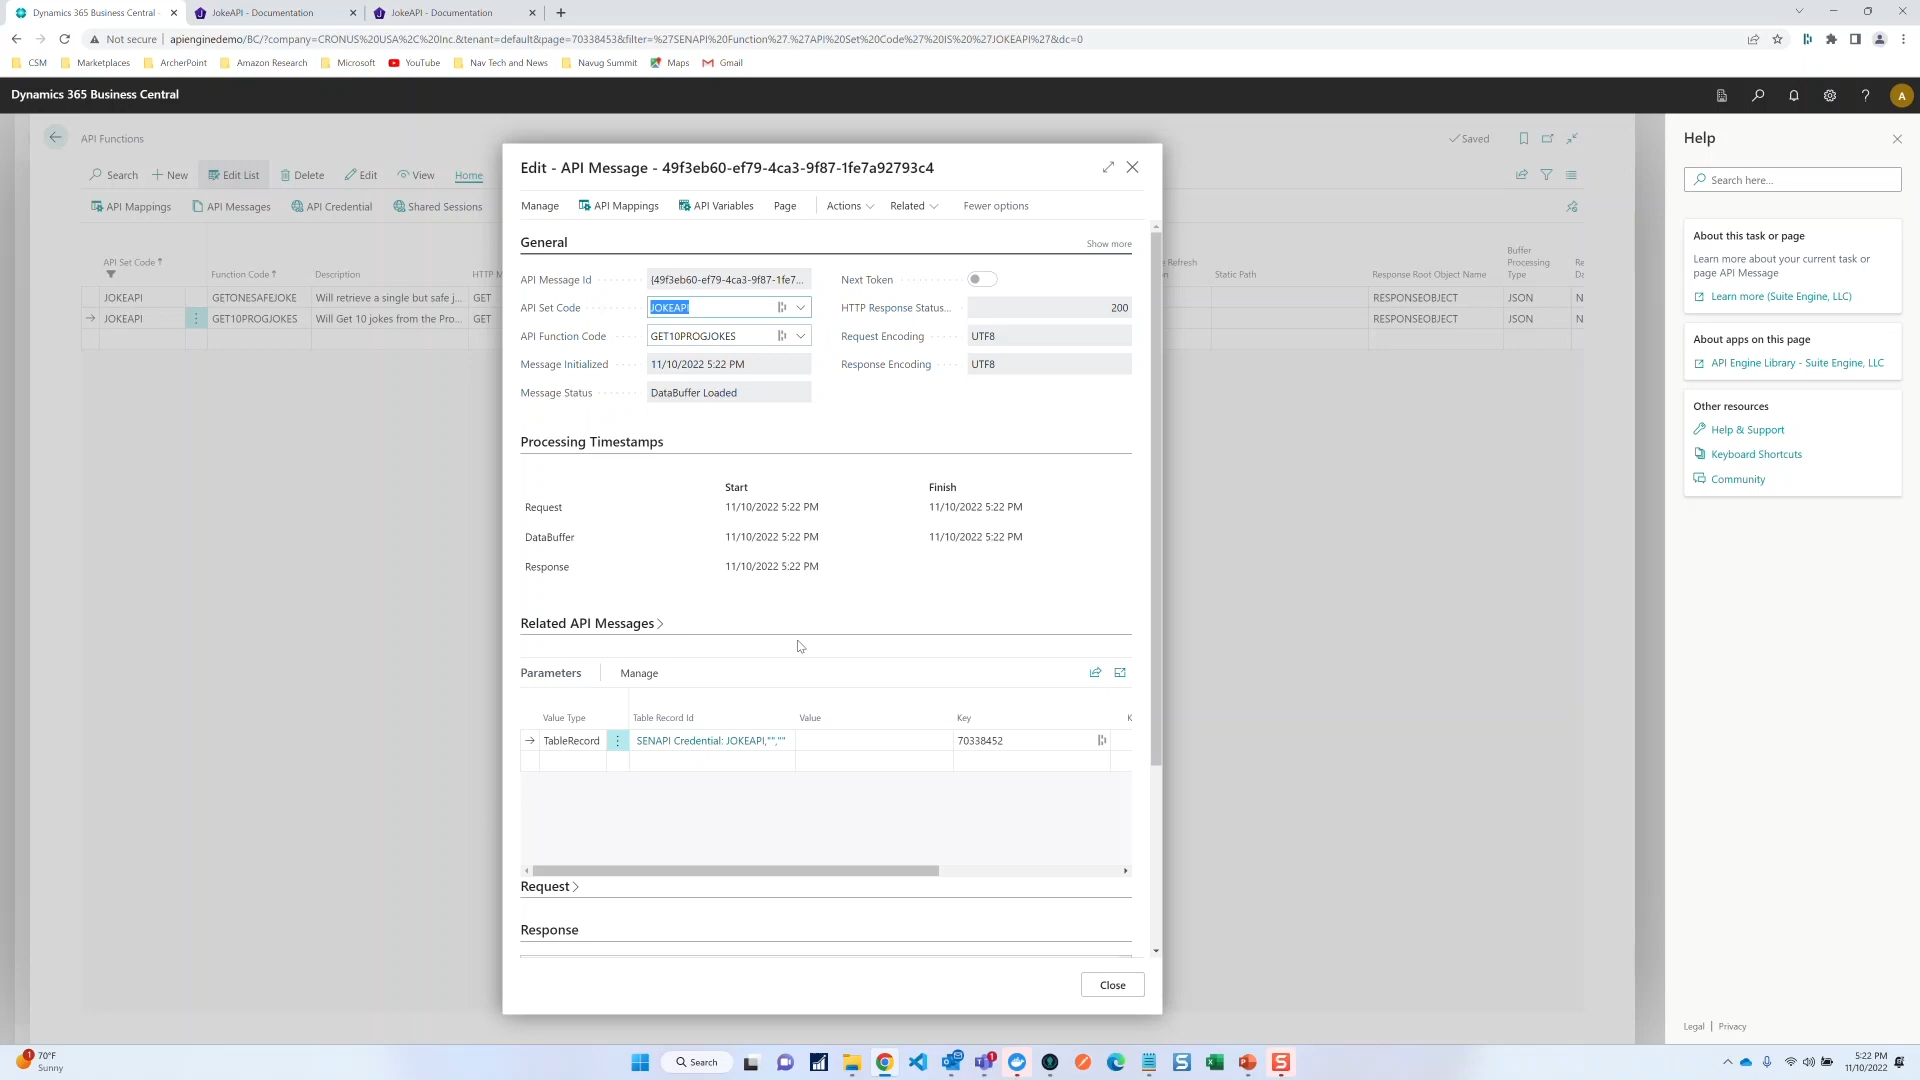 Dynamics 365 Business Central -
JokeAPI - Documentation
JokeAPI - Documentation
Not secure
apienginedemo/BC/?company=CRONUS%20USA%2C%20Inc.&tenant=default&page=70338453&filter=%27SENAPI%20Function%27.%27API%20Set%20Code%27%20IS%20%27JOKEAPI%27&dc=0
CSM Marketplaces ArcherPoint Amazon Research Microsoft YouTube Nav Tech and News Navug Summit Maps Gmail
Dynamics 365 Business Central
A
API Functions
Saved
Search New Edit List Delete Edit View Home
API Mappings API Messages API Credential Shared Sessions
API Set Code Function Code Description HTTP M
Refresh
Static Path Response Root Object Name Buffer Processing Type Re
JOKEAPI GETONESAFEJOKE Will retrieve a single but safe j... GET RESPONSEOBJECT JSON N
JOKEAPI GET10PROGJOKES Will Get 10 jokes from the Pro... GET RESPONSEOBJECT JSON N
Edit - API Message - 49f3eb60-ef79-4ca3-9f87-1fe7a92793c4
Manage API Mappings API Variables Page Actions Related Fewer options
General
Show more
API Message Id {49f3eb60-ef79-4ca3-9f87-1fe7...
Next Token
API Set Code JOKEAPI
HTTP Response Status... 200
API Function Code GET10PROGJOKES
Request Encoding UTF8
Message Initialized 11/10/2022 5:22 PM
Response Encoding UTF8
Message Status DataBuffer Loaded
Processing Timestamps
Start Finish
Request 11/10/2022 5:22 PM 11/10/2022 5:22 PM
DataBuffer 11/10/2022 5:22 PM 11/10/2022 5:22 PM
Response 11/10/2022 5:22 PM
Related API Messages
Parameters Manage
Value Type Table Record Id Value Key K
TableRecord SENAPI Credential: JOKEAPI,"","" 70338452
Request
Response
Close
Help
Search here...
About this task or page
Learn more about your current task or
page API Message
Learn more (Suite Engine, LLC)
About apps on this page
API Engine Library - Suite Engine, LLC
Other resources
Help & Support
Keyboard Shortcuts
Community
Legal | Privacy
1
70°F
Sunny
Search
1
5:22 PM
11/10/2022